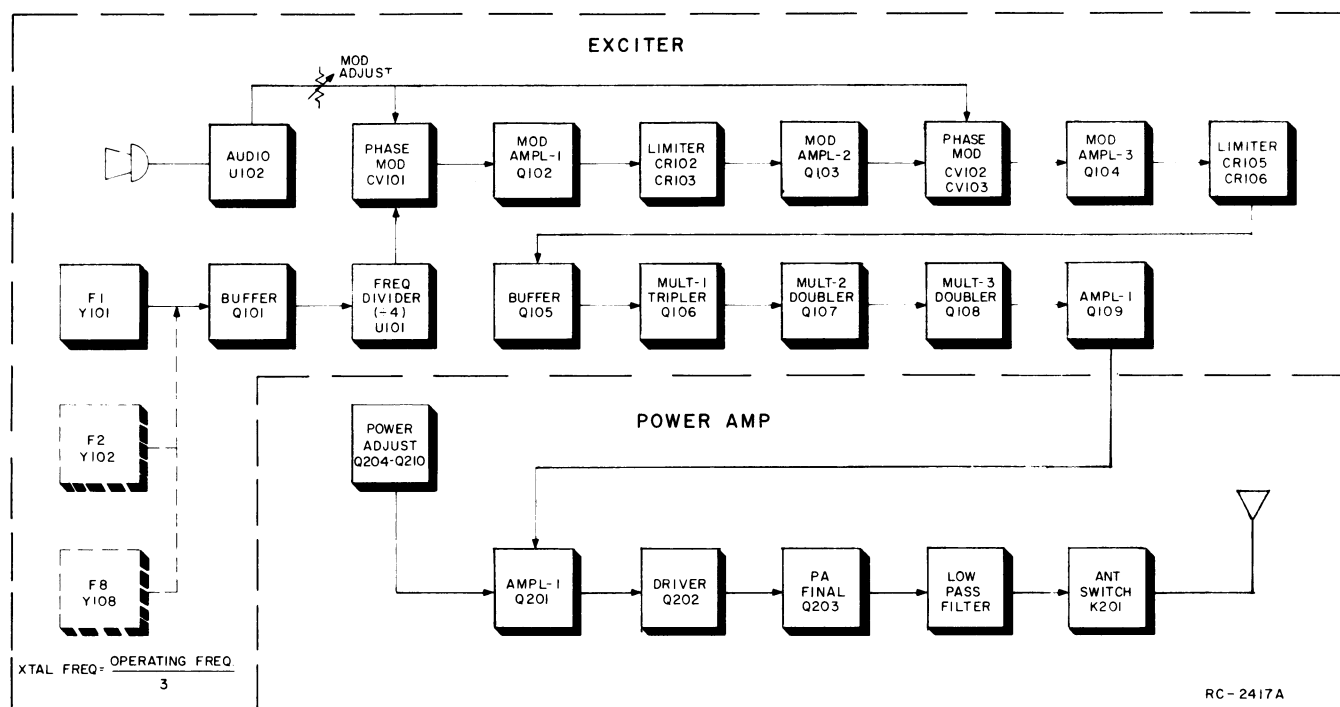 EXCITER
MOD
ADJUST
AUDIO
U102
PHASE
MOD
CV101
MOD
AMPL-1
Q102
LIMITER
CR102
CR103
MOD
AMPL-2
Q103
PHASE
MOD
CV102
CV103
MOD
AMPL-3
Q104
LIMITER
CR105
CR106
F1
Y101
BUFFER
Q101
FREQ
DIVIDER
(÷4)
U101
BUFFER
Q105
MULT-1
TRIPLER
Q106
MULT-2
DOUBLER
Q107
MULT-3
DOUBLER
Q108
AMPL-1
Q109
F2
Y102
POWER AMP
POWER
ADJUST
Q204-Q210
F8
Y108
AMPL-1
Q201
DRIVER
Q202
PA
FINAL
Q203
LOW
PASS
FILTER
ANT
SWITCH
K201
XTAL FREQ= OPERATING FREQ.
3
RC-2417A